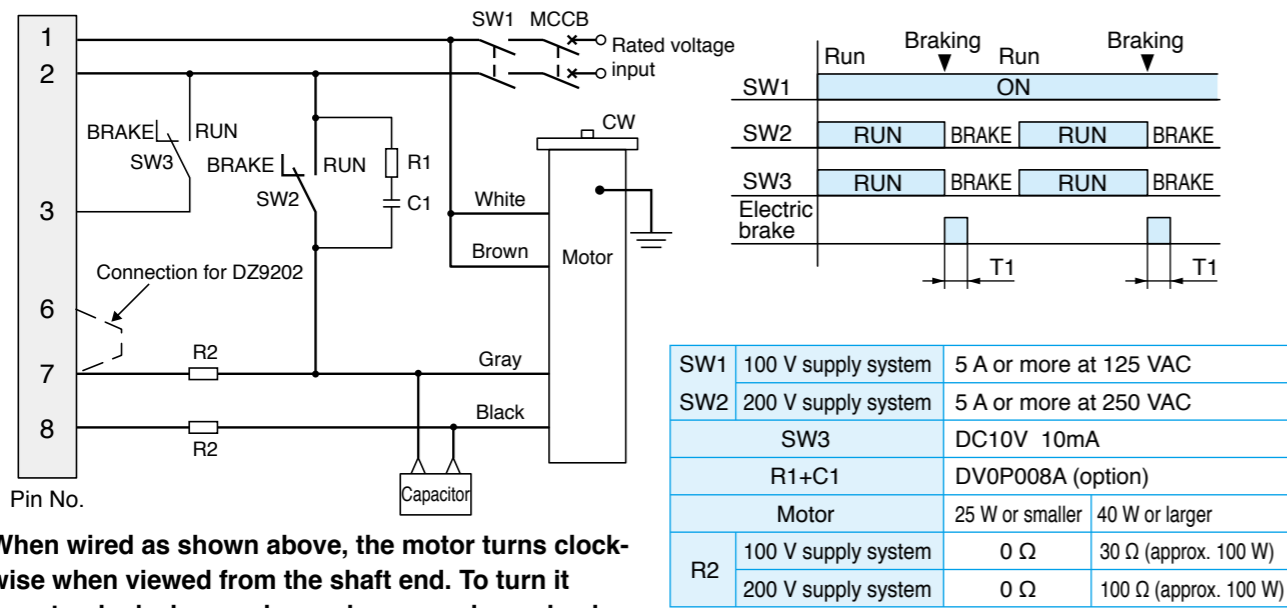 SW1 MCCB
1
Rated voltage
input
2
BRAKE RUN
SW3
BRAKE RUN
SW2
R1
C1
CW
3
White
Brown
Motor
Connection for DZ9202
6
R2
7
Gray
8
Black
R2
Capacitor
Pin No.
When wired as shown above, the motor turns clock-
wise when viewed from the shaft end. To turn it
Run Braking Run Braking
SW1 ON
SW2 RUN BRAKE RUN BRAKE
SW3 RUN BRAKE RUN BRAKE
Electric
brake
T1 T1
SW1 100 V supply system 5 A or more at 125 VAC
SW2 200 V supply system 5 A or more at 250 VAC
SW3 DC10V 10mA
R1+C1 DV0P008A (option)
Motor 25 W or smaller 40 W or larger
R2 100 V supply system 0 Ω 30 Ω (approx. 100 W)
200 V supply system 0 Ω 100 Ω (approx. 100 W)